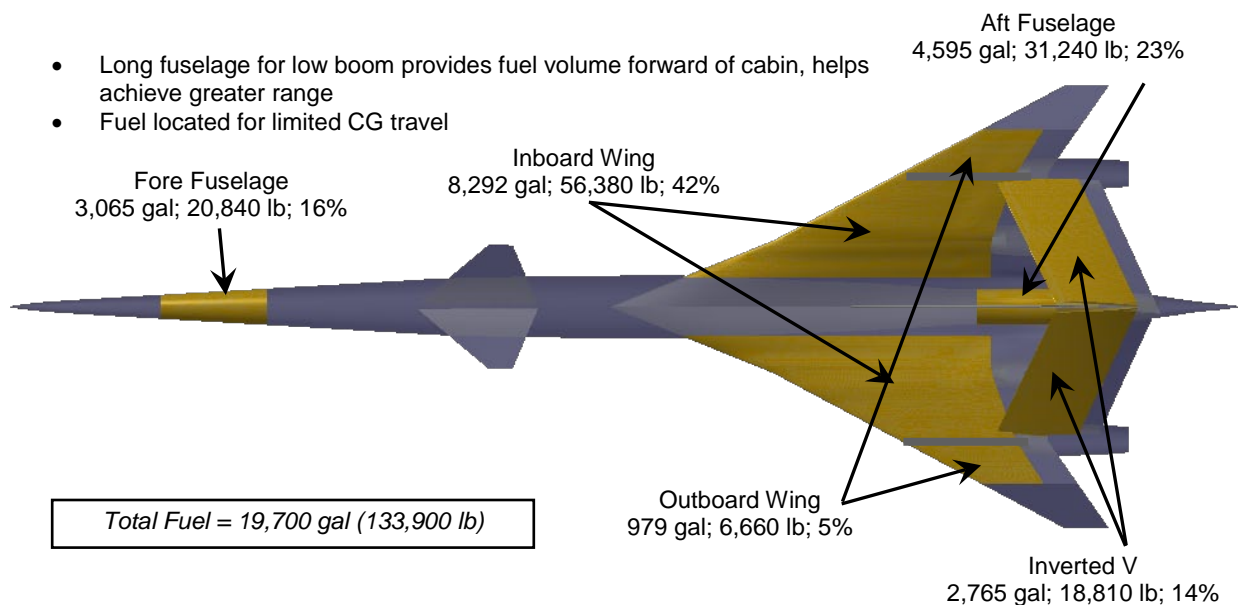 Aft Fuselage
4,595 gal; 31,240 lb; 23%
• Long fuselage for low boom provides fuel volume forward of cabin, helps
achieve greater range
• Fuel located for limited CG travel
Inboard Wing
8,292 gal; 56,380 lb; 42%
Fore Fuselage
3,065 gal; 20,840 lb; 16%
Total Fuel = 19,700 gal (133,900 lb)
Outboard Wing
979 gal; 6,660 lb; 5%
Inverted V
2,765 gal; 18,810 lb; 14%